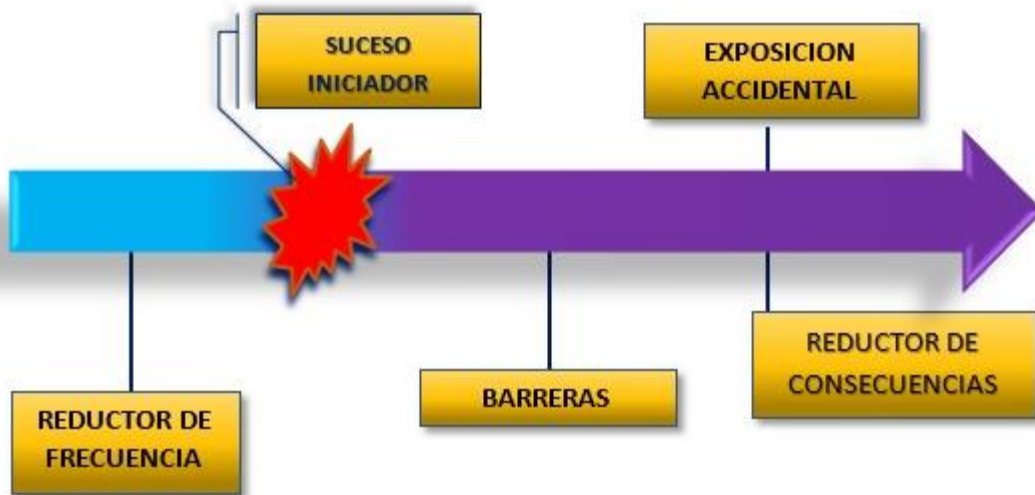 SUCESO
INICIADOR
EXPOSICION
ACCIDENTAL
REDUCTOR DE
FRECUENCIA
BARRERAS
REDUCTOR DE
CONSECUENCIAS